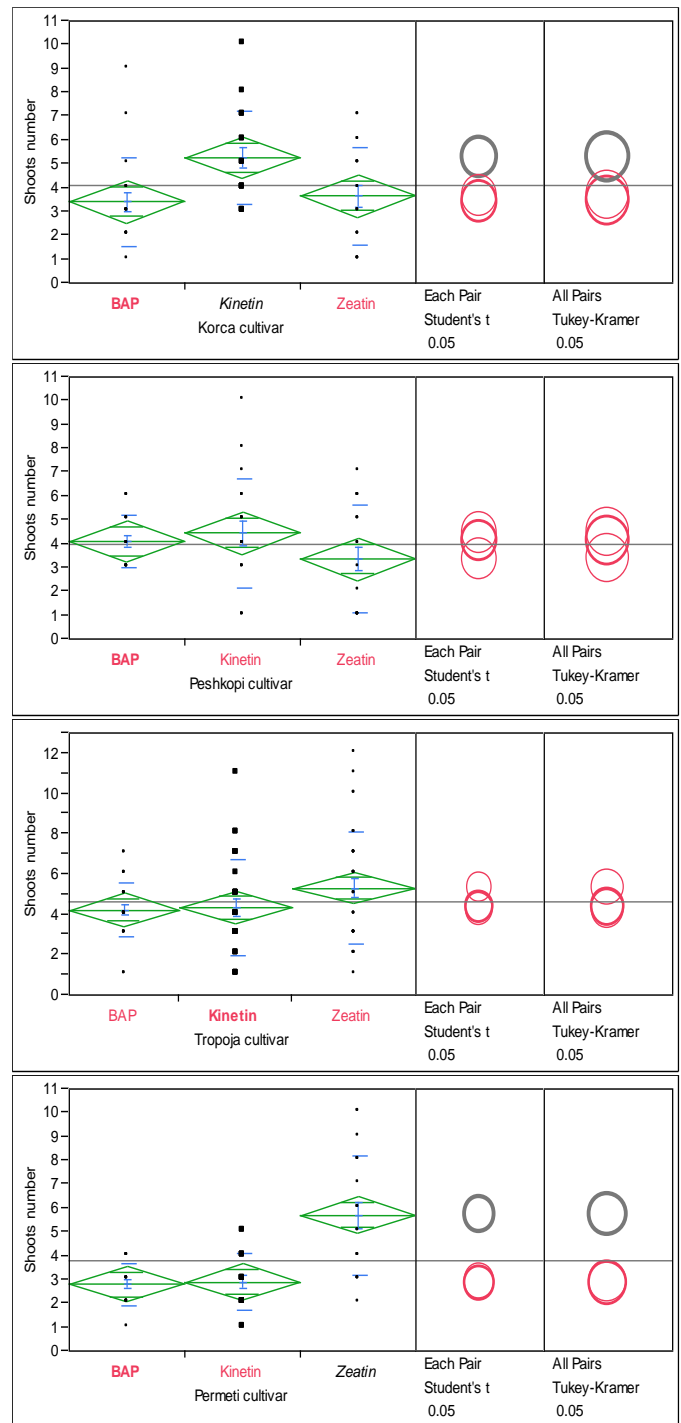 Shoots number
11
10
9
8
7
6
5
4
3
2
1
0
BAP Kinetin Zeatin
Korca cultivar
Each Pair
Student's t
0.05
All Pairs
Tukey-Kramer
0.05
Shoots number
11
10
9
8
7
6
5
4
3
2
1
0
BAP Kinetin Zeatin
Peshkopi cultivar
Each Pair
Student's t
0.05
All Pairs
Tukey-Kramer
0.05
Shoots number
12
10
8
6
4
2
0
BAP Kinetin Zeatin
Tropoja cultivar
Each Pair
Student's t
0.05
All Pairs
Tukey-Kramer
0.05
Shoots number
11
10
9
8
7
6
5
4
3
2
1
0
BAP Kinetin Zeatin
Permeti cultivar
Each Pair
Student's t
0.05
All Pairs
Tukey-Kramer
0.05